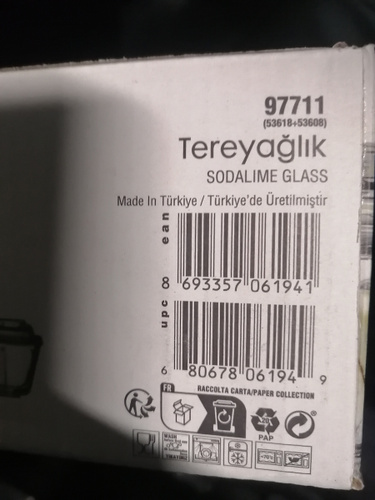 97711
(53618+53608)
Tereyağlık
SODALIME GLASS
Made In Türkiye / Türkiye'de Üretilmiştir
ean
8 693357 061941
upc
6 80678 06194 9
FR
RACCOLTA CARTA/PAPER COLLECTION
PAP